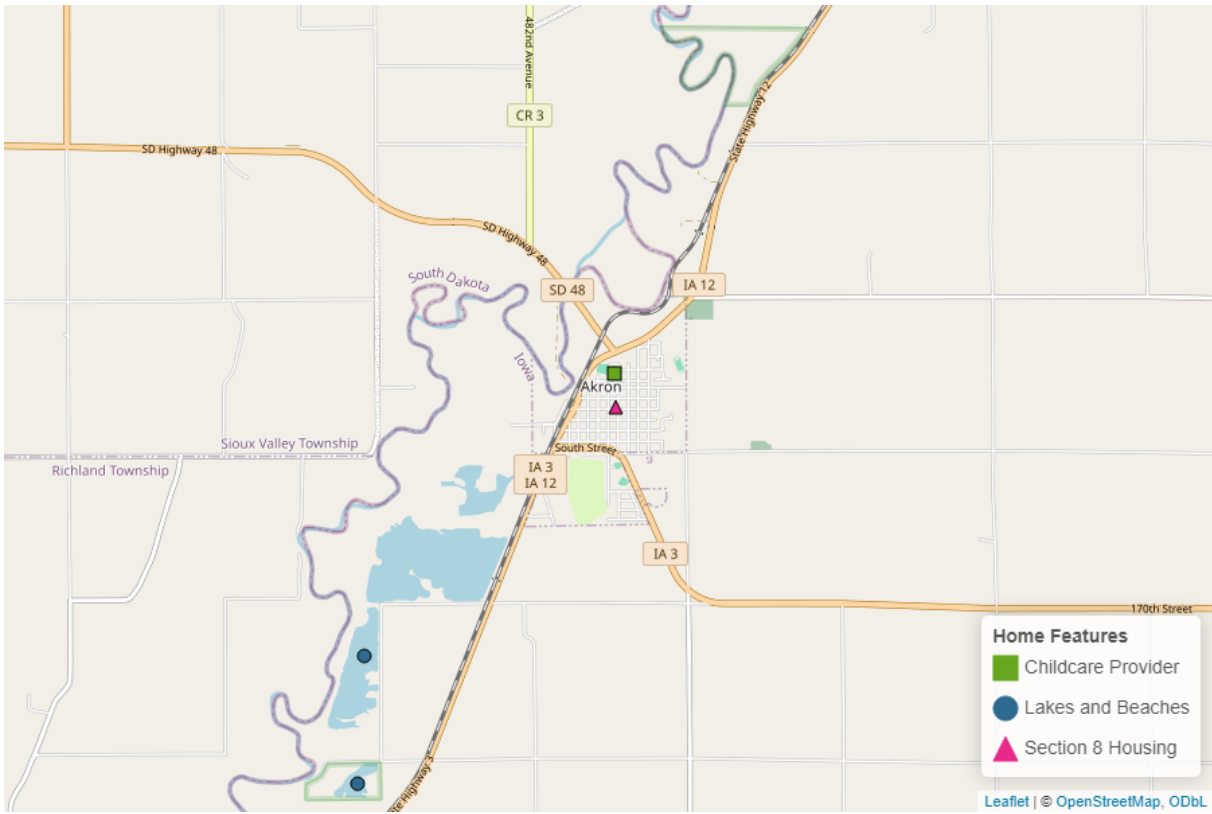 482nd Avenue
CR 3
State Highway 12
SD Highway 48
SD Highway 48
South Dakota
SD 48
IA 12
Iowa
Akron
Sioux Valley Township
South Street
Richland Township
IA 3
IA 12
IA 3
170th Street
te Highway 3
Home Features
Childcare Provider
Lakes and Beaches
Section 8 Housing
Leaflet | © OpenStreetMap, ODbL